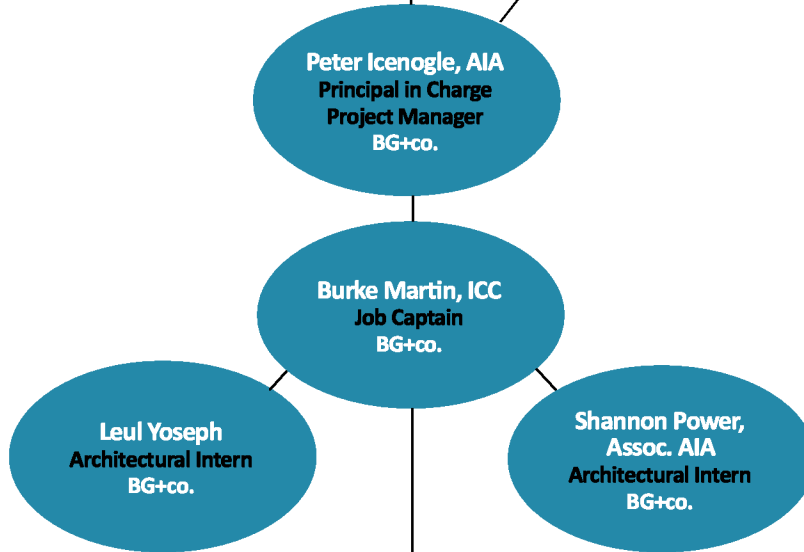 Peter Icenogle, AIA
Principal in Charge
Project Manager
BG+co.
Burke Martin, ICC
Job Captain
BG+co.
Leul Yoseph
Architectural Intern
BG+co.
Shannon Power,
Assoc. AIA
Architectural Intern
BG+co.